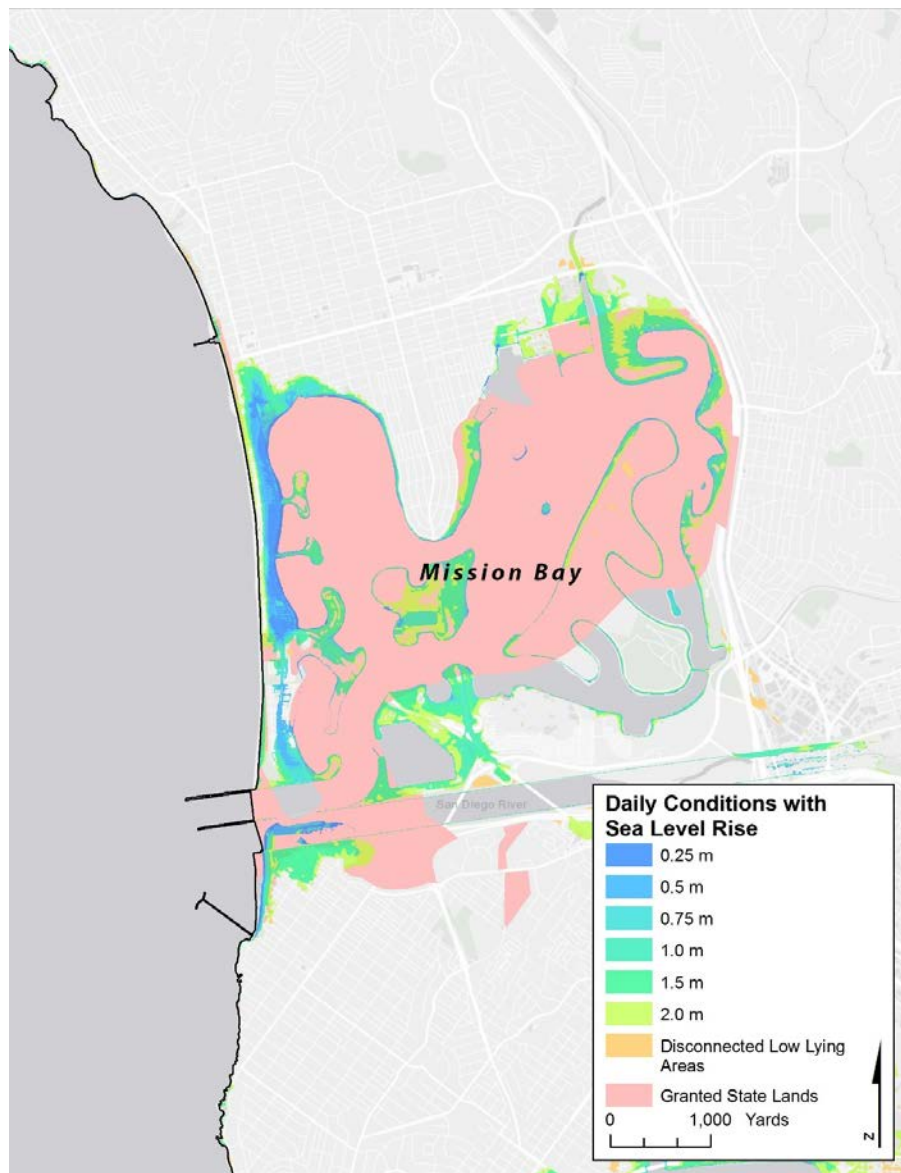 Mission Bay
San Diego River
Daily Conditions with
Sea Level Rise
0.25 m
0.5 m
0.75 m
1.0 m
1.5 m
2.0 m
Disconnected Low Lying
Areas
Granted State Lands
0 1,000 Yards
N